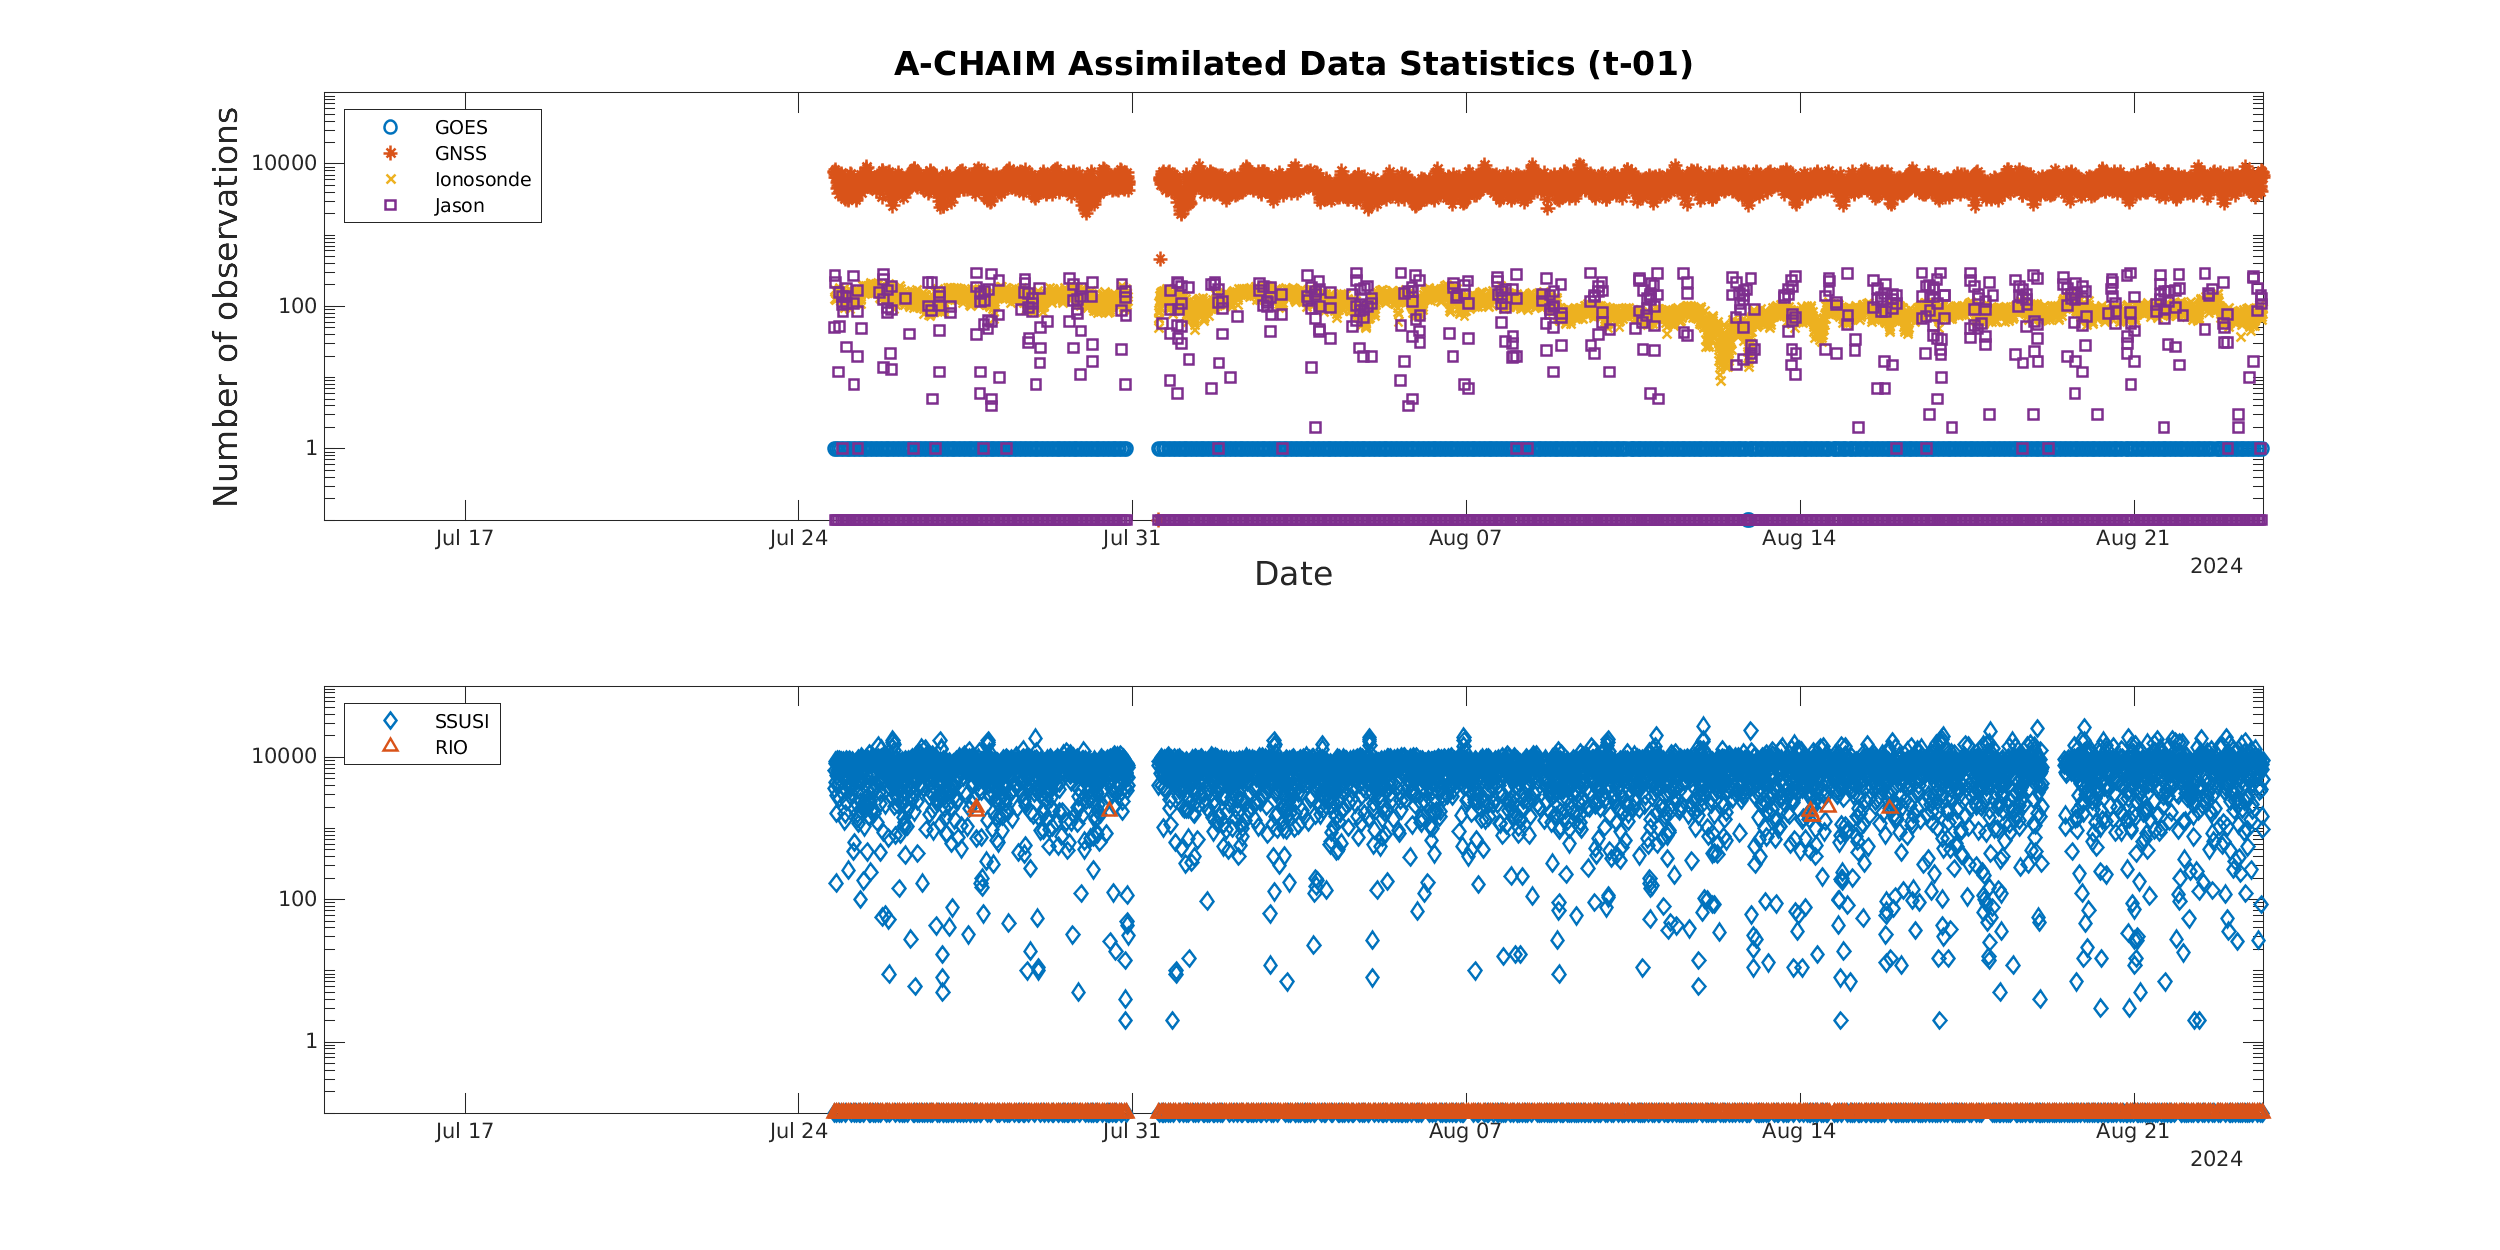 A-CHAIM Assimilated Data Statistics (t-01)
Number of observations
10000
100
1
GOES
GNSS
Ionosonde
Jason
Jul 17
Jul 24
Jul 31
Aug 07
Aug 14
Aug 21
2024
Date
10000
100
1
SSUSI
RIO
Jul 17
Jul 24
Jul 31
Aug 07
Aug 14
Aug 21
2024